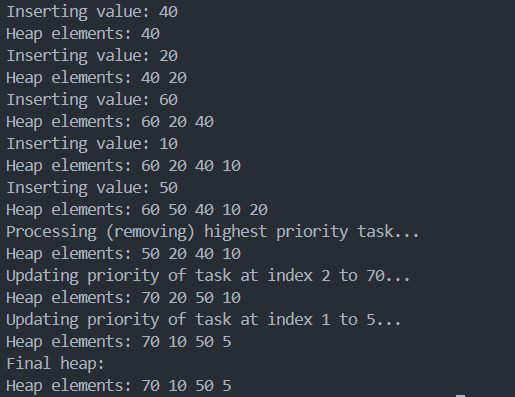 Inserting value: 40
Heap elements: 40
Inserting value: 20
Heap elements: 40 20
Inserting value: 60
Heap elements: 60 20 40
Inserting value: 10
Heap elements: 60 20 40 10
Inserting value: 50
Heap elements: 60 50 40 10 20
Processing (removing) highest priority task...
Heap elements: 50 20 40 10
Updating priority of task at index 2 to 70...
Heap elements: 70 20 50 10
Updating priority of task at index 1 to 5...
Heap elements: 70 10 50 5
Final heap:
Heap elements: 70 10 50 5